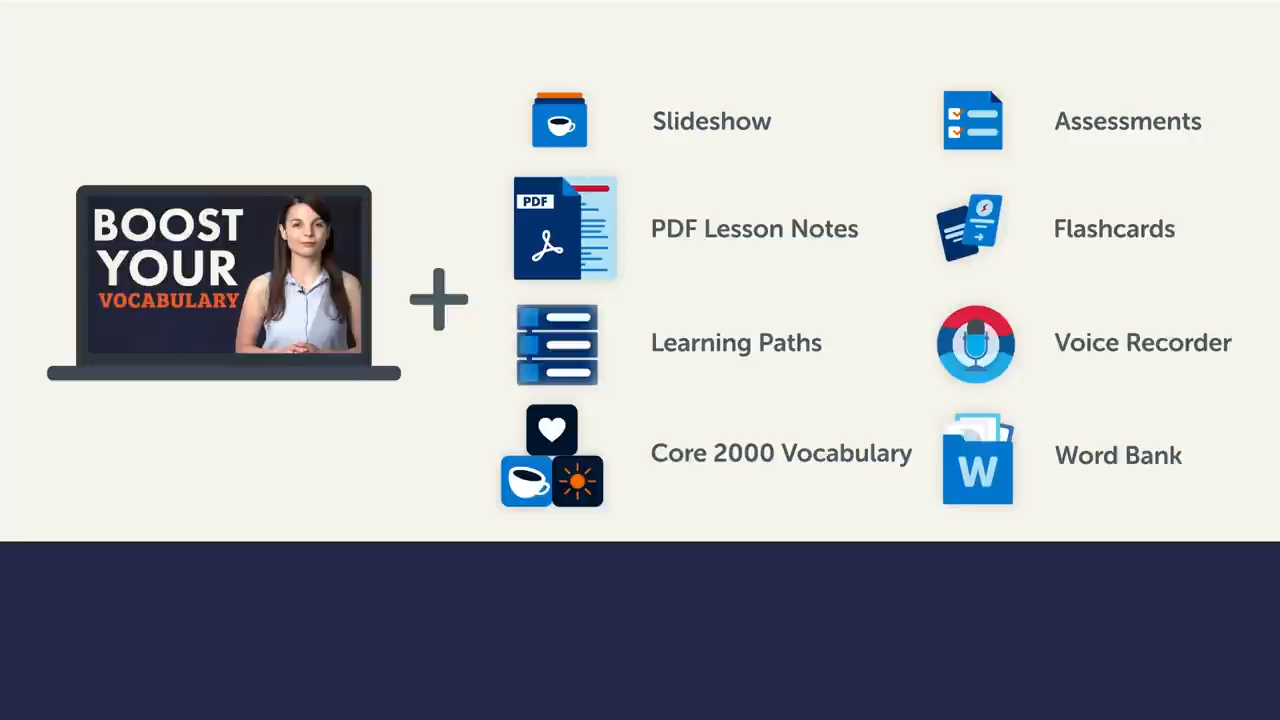 BOOST
YOUR
VOCABULARY
Slideshow
PDF
PDF Lesson Notes
Learning Paths
Core 2000 Vocabulary
Assessments
Flashcards
Voice Recorder
W
Word Bank